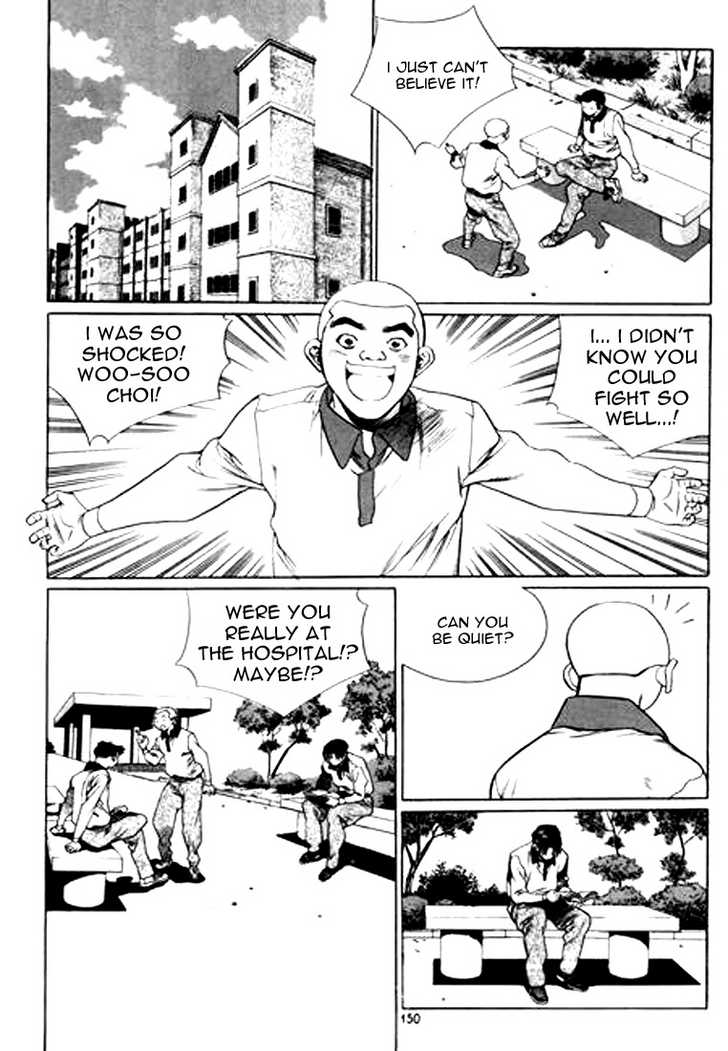 I JUST CAN'T
BELIEVE IT!
I WAS SO
SHOCKED!
WOO-SOO
CHOI!
I... I DIDN'T
KNOW YOU
COULD
FIGHT SO
WELL...!
WERE YOU
REALLY AT
THE HOSPITAL!?
MAYBE!?
CAN YOU
BE QUIET?
150